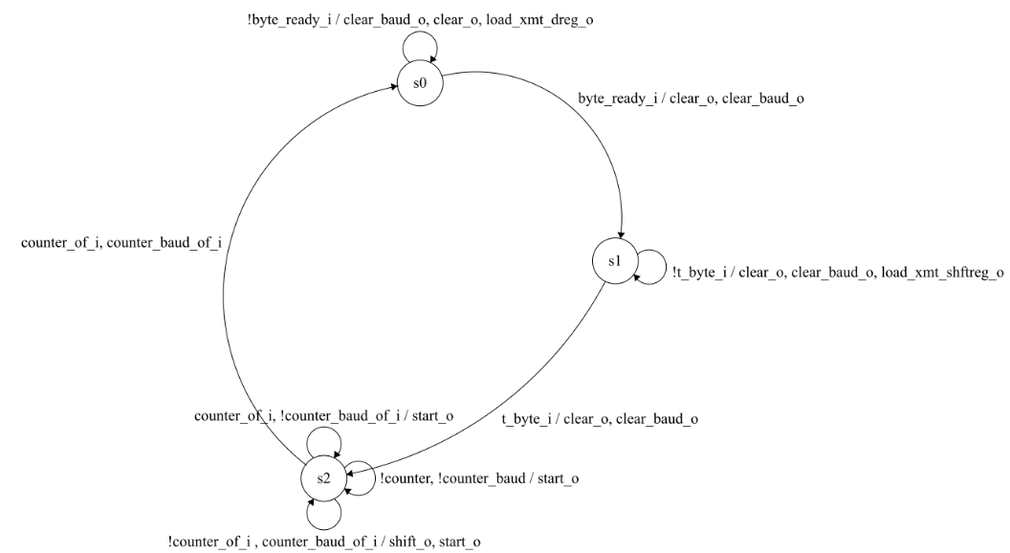 !byte_ready_i / clear_baud_o, clear_o, load_xmt_dreg_o
s0
byte_ready_i / clear_o, clear_baud_o
counter_of_i, counter_baud_of_i
s1
!t_byte_i / clear_o, clear_baud_o, load_xmt_shftreg_o
counter_of_i, !counter_baud_of_i / start_o
t_byte_i / clear_o, clear_baud_o
s2
!counter, !counter_baud / start_o
!counter_of_i , counter_baud_of_i / shift_o, start_o